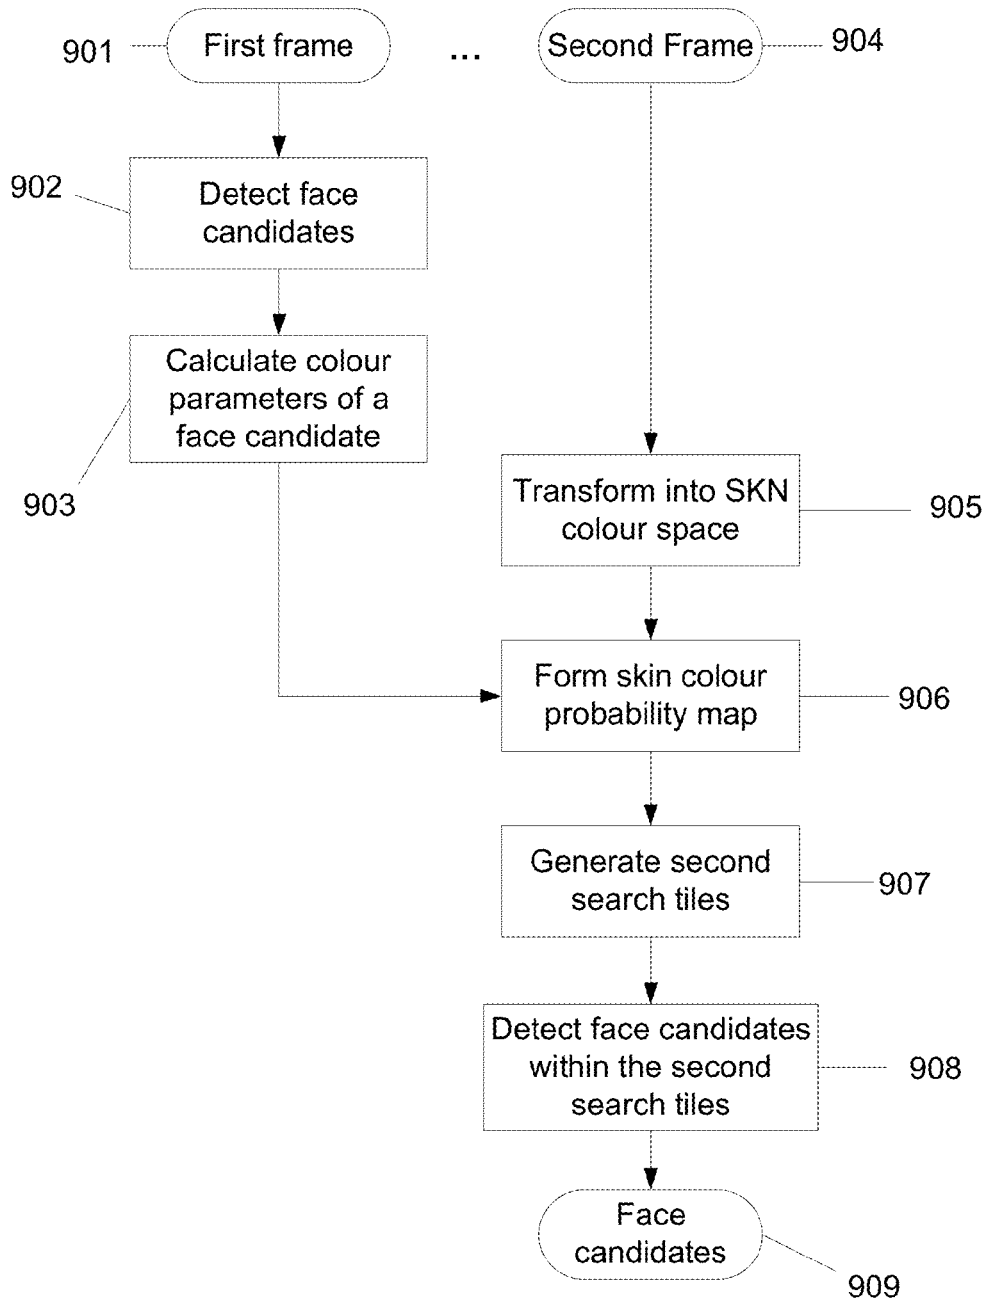 901
First frame
...
Second Frame
904
902
Detect face
candidates
Calculate colour
parameters of a
face candidate
903
Transform into SKN
colour space
905
Form skin colour
probability map
906
Generate second
search tiles
907
Detect face candidates
within the second
search tiles
908
Face
candidates
909